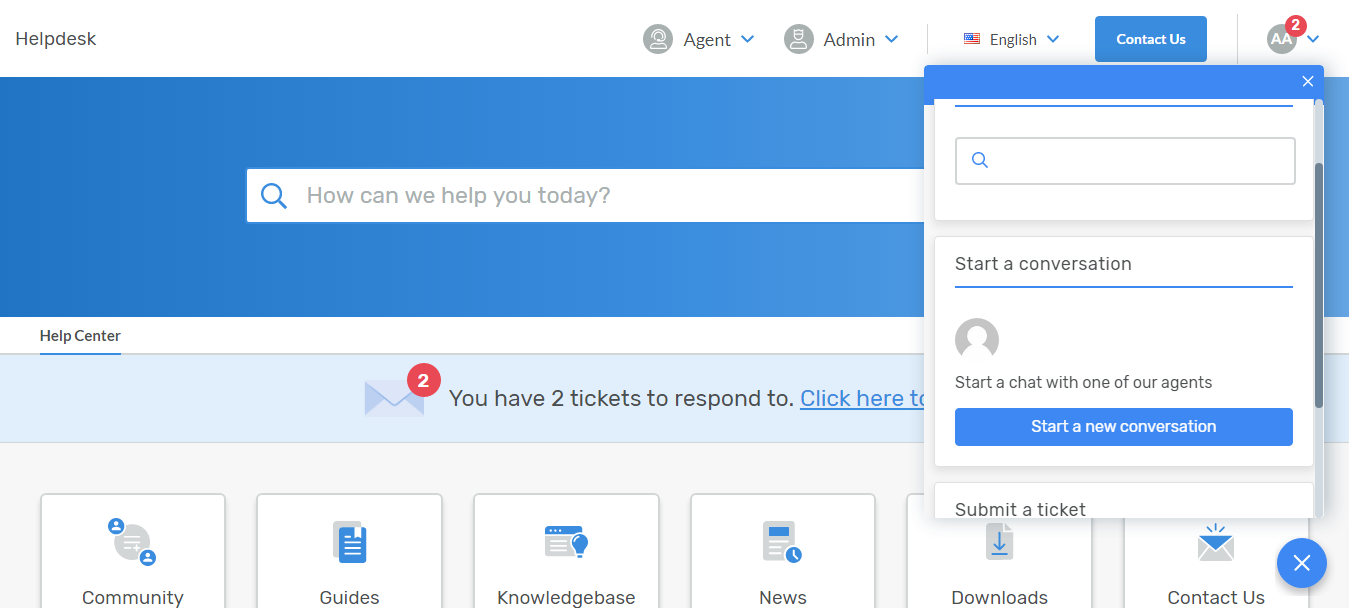 Helpdesk
Agent
Admin
English
Contact Us
AA
2
How can we help you today?
Start a conversation
Start a chat with one of our agents
Start a new conversation
Submit a ticket
Help Center
2
You have 2 tickets to respond to. Click here to
Community
Guides
Knowledgebase
News
Downloads
Contact Us